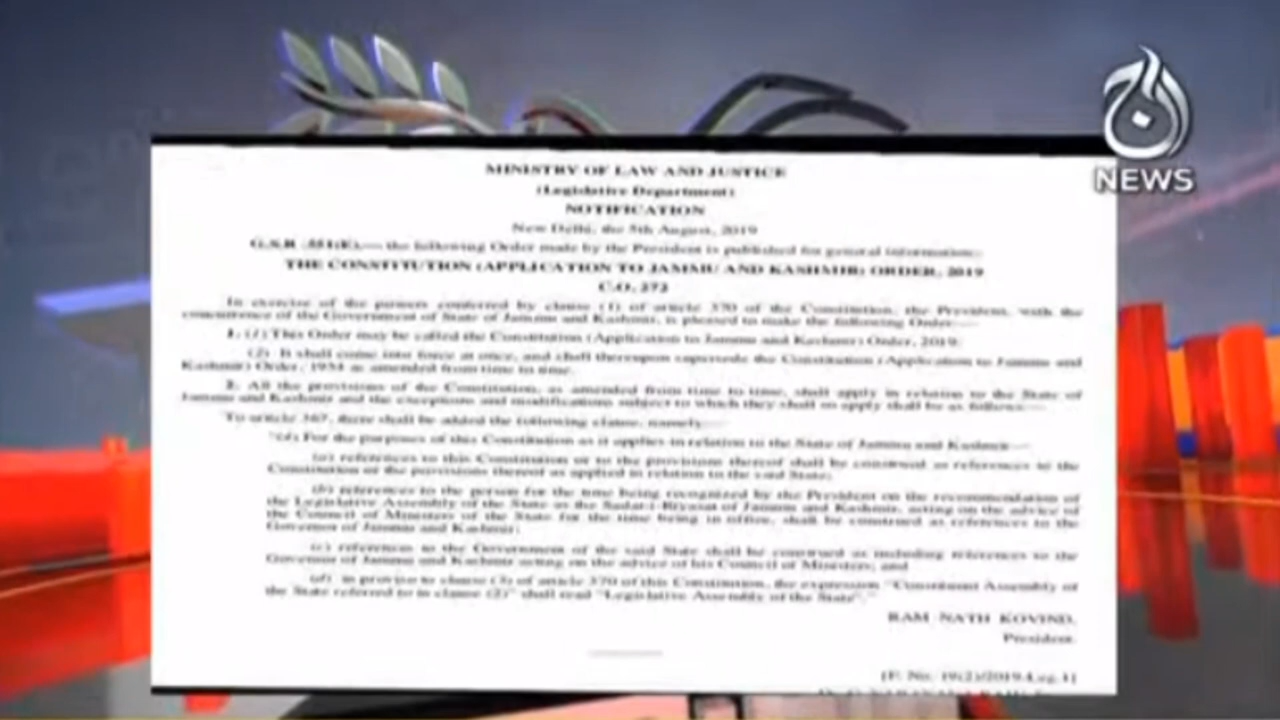 NEWS
MINISTRY OF LAW AND JUSTICE
(Legislative Department)
NOTIFICATION
New Delhi, the 5th August, 2019
G.S.R .551(E).— the following Order made by the President is published for general information:-
THE CONSTITUTION (APPLICATION TO JAMMU AND KASHMIR) ORDER, 2019
C.O. 272
In exercise of the powers conferred by clause (1) of article 370 of the Constitution, the President, with the
concurrence of the Government of State of Jammu and Kashmir, is pleased to make the following Order:—
1. (1) This Order may be called the Constitution (Application to Jammu and Kashmir) Order, 2019.
(2) It shall come into force at once, and shall thereupon supersede the Constitution (Application to Jammu and
Kashmir) Order, 1954 as amended from time to time.
2. All the provisions of the Constitution, as amended from time to time, shall apply in relation to the State of
Jammu and Kashmir and the exceptions and modifications subject to which they shall so apply shall be as follows:—
To article 367, there shall be added the following clause, namely:—
"(4) For the purposes of this Constitution as it applies in relation to the State of Jammu and Kashmir—
(a) references to this Constitution or to the provisions thereof shall be construed as references to the
Constitution or the provisions thereof as applied in relation to the said State;
(b) references to the person for the time being recognized by the President on the recommendation of
the Legislative Assembly of the State as the Sadar-i-Riyasat of Jammu and Kashmir, acting on the advice of
the Council of Ministers of the State for the time being in office, shall be construed as references to the
Governor of Jammu and Kashmir;
(c) references to the Government of the said State shall be construed as including references to the
Governor of Jammu and Kashmir acting on the advice of his Council of Ministers; and
(d) in proviso to clause (3) of article 370 of this Constitution, the expression "Constituent Assembly of
the State referred to in clause (2)" shall read "Legislative Assembly of the State"."
RAM NATH KOVIND,
President.
[F. No. 19(2)/2019-Leg.I]